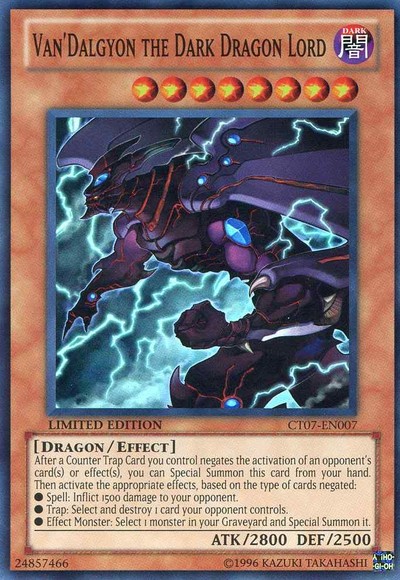 Van'Dalgyon the Dark Dragon Lord
DARK
闇
LIMITED EDITION
CT07-EN007
[Dragon / Effect]
After a Counter Trap Card you control negates the activation of an opponent's
card(s) or effect(s), you can Special Summon this card from your hand.
Then activate the appropriate effects, based on the type of cards negated:
● Spell: Inflict 1500 damage to your opponent.
● Trap: Select and destroy 1 card your opponent controls.
● Effect Monster: Select 1 monster in your Graveyard and Special Summon it.
ATK/2800 DEF/2500
24857466
©1996 KAZUKI TAKAHASHI